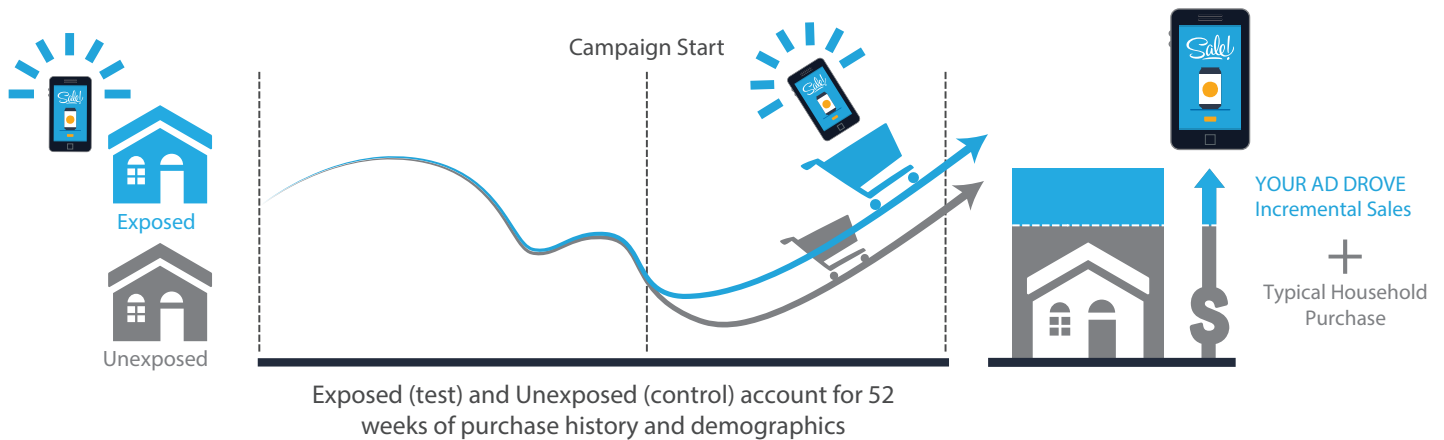 Campaign Start
Sale!
Sale!
Sale!
Exposed
Unexposed
YOUR AD DROVE
Incremental Sales
+
$
Typical Household
Purchase
Exposed (test) and Unexposed (control) account for 52
weeks of purchase history and demographics